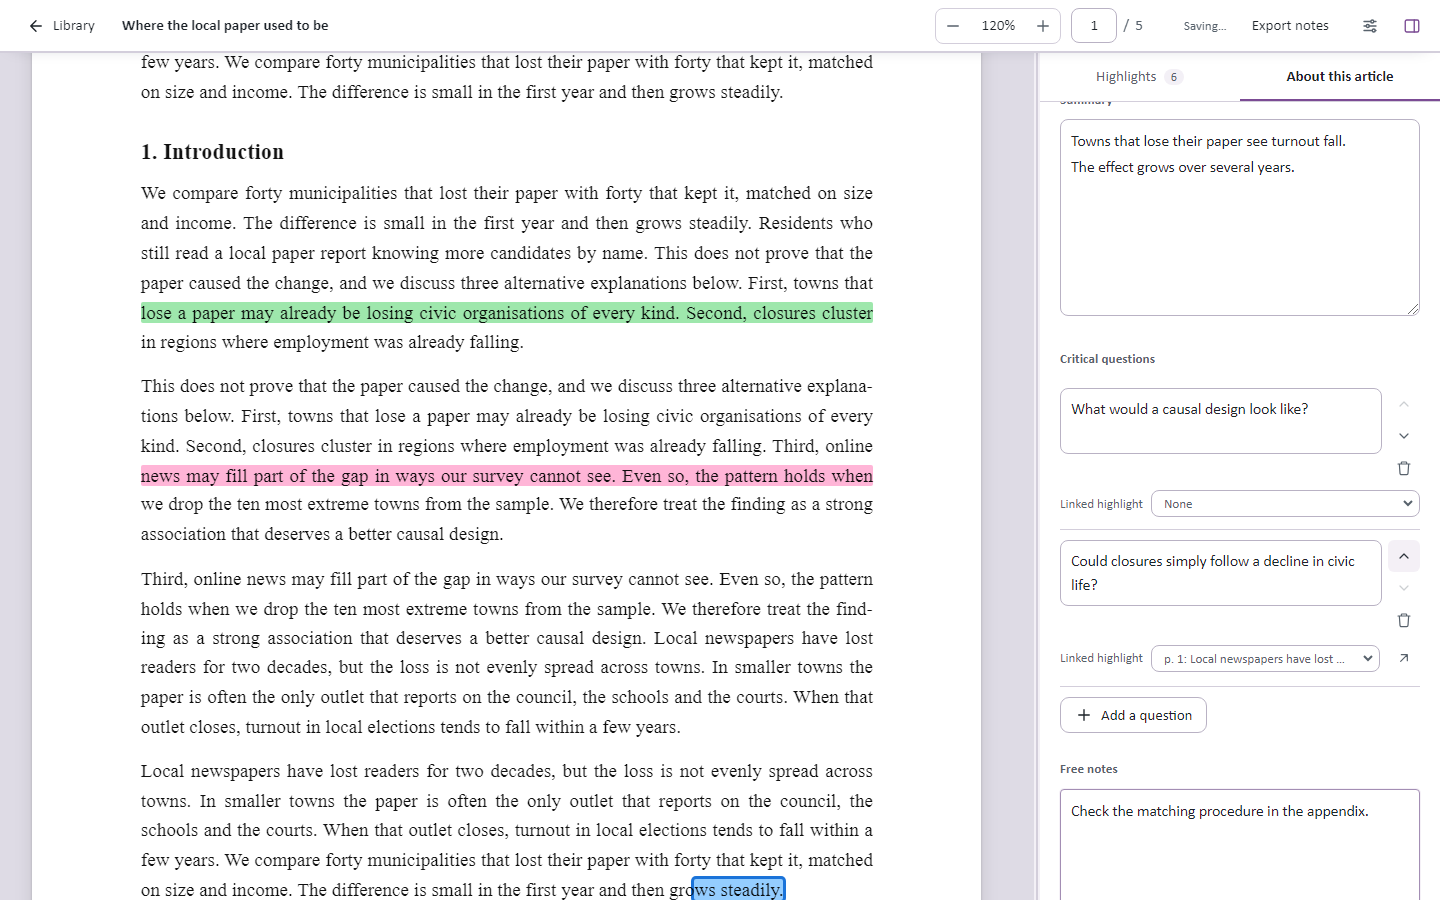 Library
Where the local paper used to be
120%
1 / 5
Saving...
Export notes
few years. We compare forty municipalities that lost their paper with forty that kept it, matched
on size and income. The difference is small in the first year and then grows steadily.
1. Introduction
We compare forty municipalities that lost their paper with forty that kept it, matched on size
and income. The difference is small in the first year and then grows steadily. Residents who
still read a local paper report knowing more candidates by name. This does not prove that the
paper caused the change, and we discuss three alternative explanations below. First, towns that
lose a paper may already be losing civic organisations of every kind. Second, closures cluster
in regions where employment was already falling.
This does not prove that the paper caused the change, and we discuss three alternative explana-
tions below. First, towns that lose a paper may already be losing civic organisations of every
kind. Second, closures cluster in regions where employment was already falling. Third, online
news may fill part of the gap in ways our survey cannot see. Even so, the pattern holds when
we drop the ten most extreme towns from the sample. We therefore treat the finding as a strong
association that deserves a better causal design.
Third, online news may fill part of the gap in ways our survey cannot see. Even so, the pattern
holds when we drop the ten most extreme towns from the sample. We therefore treat the find-
ing as a strong association that deserves a better causal design. Local newspapers have lost
readers for two decades, but the loss is not evenly spread across towns. In smaller towns the
paper is often the only outlet that reports on the council, the schools and the courts. When that
outlet closes, turnout in local elections tends to fall within a few years.
Local newspapers have lost readers for two decades, but the loss is not evenly spread across
towns. In smaller towns the paper is often the only outlet that reports on the council, the
schools and the courts. When that outlet closes, turnout in local elections tends to fall within a
few years. We compare forty municipalities that lost their paper with forty that kept it, matched
on size and income. The difference is small in the first year and then grows steadily.
Highlights 6
About this article
Summary
Towns that lose their paper see turnout fall.
The effect grows over several years.
Critical questions
What would a causal design look like?
Linked highlight None
Could closures simply follow a decline in civic
life?
Linked highlight p. 1: Local newspapers have lost ...
Add a question
Free notes
Check the matching procedure in the appendix.